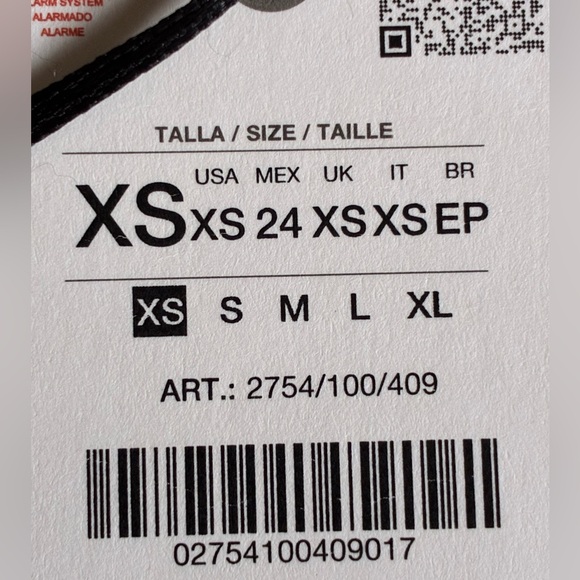 ALARM SYSTEM
ALARMADO
ALARME
TALLA / SIZE / TAILLE
USA MEX UK IT BR
XS XS 24 XS XS EP
XS S M L XL
ART.: 2754/100/409
02754100409017